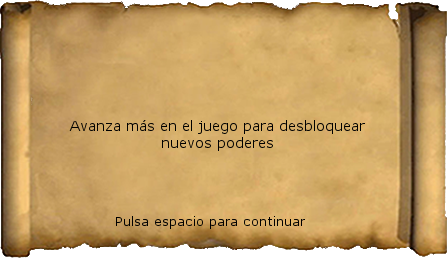 Avanza más en el juego para desbloquear
nuevos poderes
Pulsa espacio para continuar